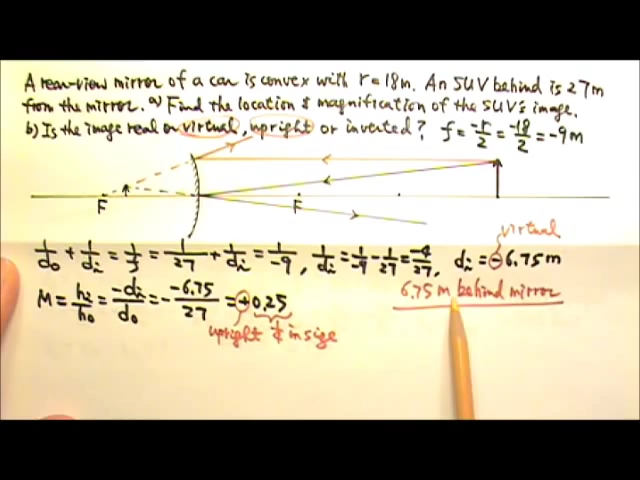 A rear-view mirror of a car is convex with r = 18m. An SUV behind is 27m
from the mirror. a) Find the location & magnification of the SUV's image.
b) Is the image real or virtual, upright or inverted? f = -r/2 = -18/2 = -9m
F F
virtual
1/do + 1/di = 1/f = 1/27 + 1/di = 1/-9, 1/di = 1/-9 - 1/27 = -4/27, di = -6.75m
6.75 m behind mirror
M = hi/ho = -di/do = - -6.75/27 = +0.25
upright ¼ in size